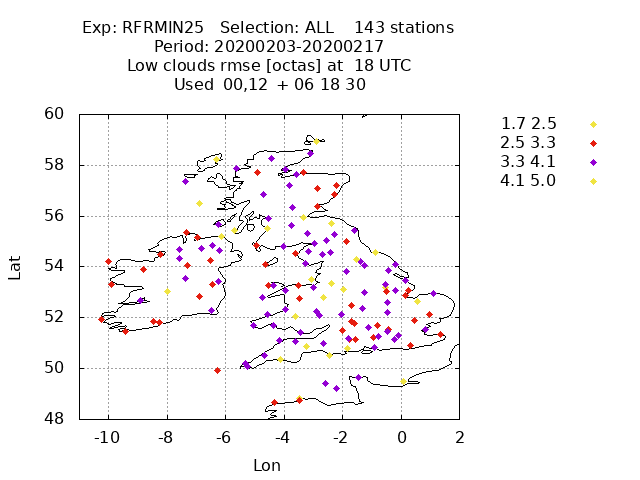 Exp: RFRMIN25 Selection: ALL 143 stations
Period: 20200203-20200217
Low clouds rmse [octas] at 18 UTC
Used 00,12 + 06 18 30
1.7 2.5
2.5 3.3
3.3 4.1
4.1 5.0
Lat
60
58
56
54
52
50
48
-10 -8 -6 -4 -2 0 2
Lon